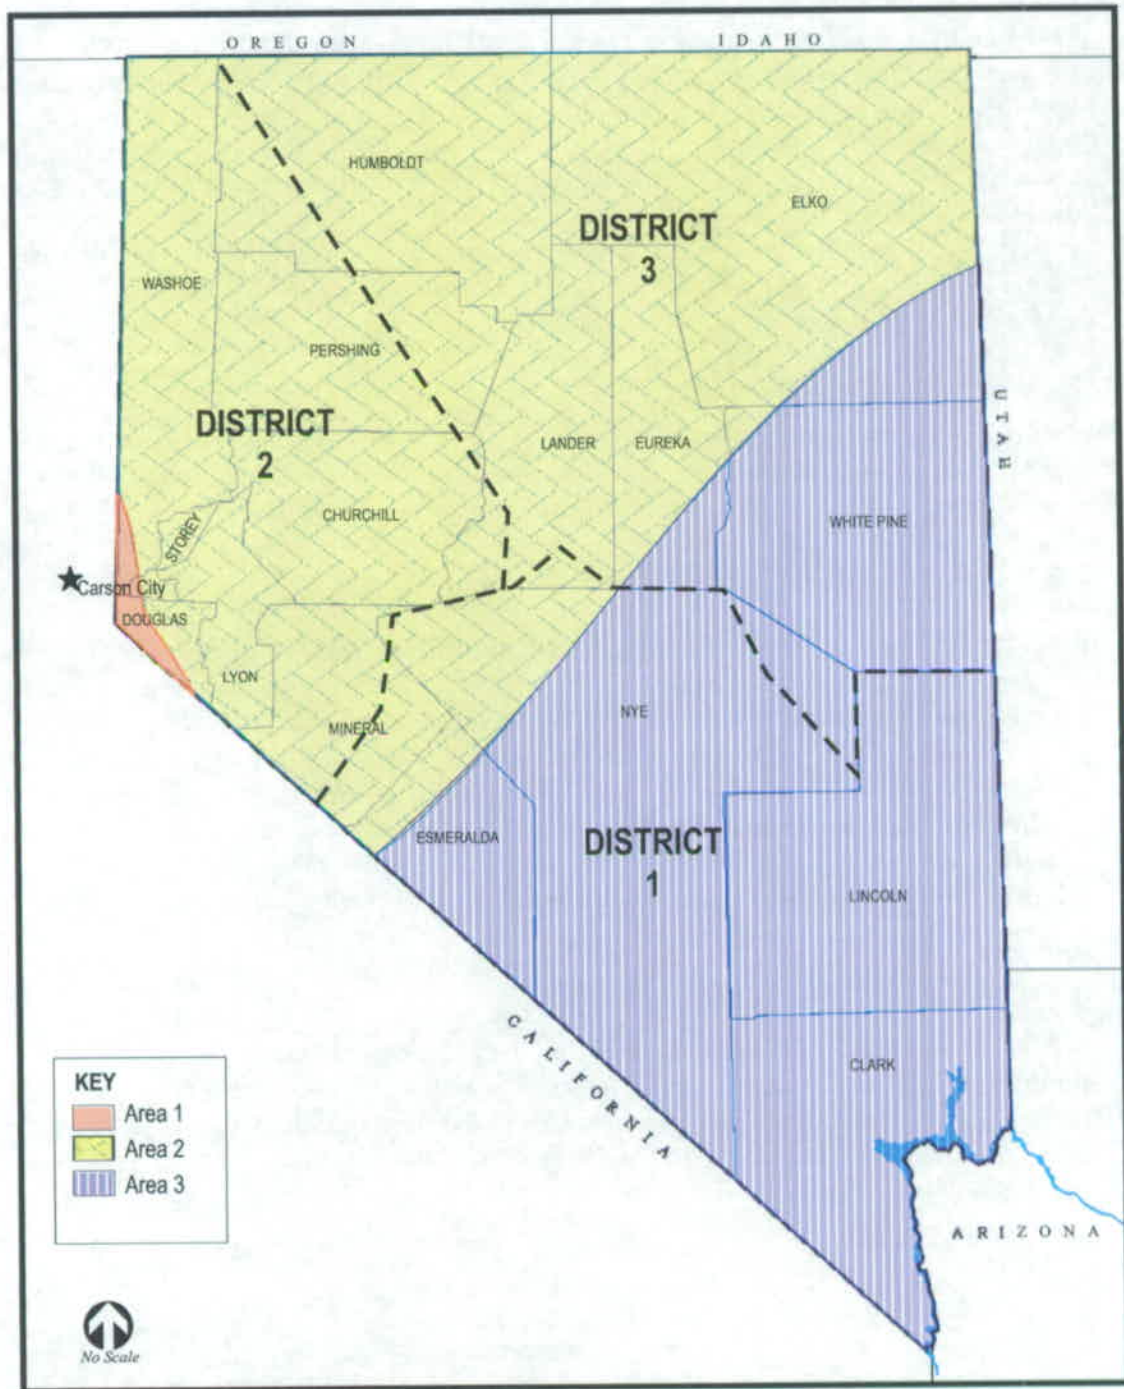 OREGON
IDAHO
HUMBOLDT
ELKO
DISTRICT
3
WASHOE
PERSHING
UTAH
DISTRICT
2
LANDER
EUREKA
CHURCHILL
WHITE PINE
STOREY
Carson City
DOUGLAS
LYON
NYE
MINERAL
ESMERALDA
DISTRICT
1
LINCOLN
CALIFORNIA
CLARK
KEY
Area 1
Area 2
Area 3
ARIZONA
No Scale